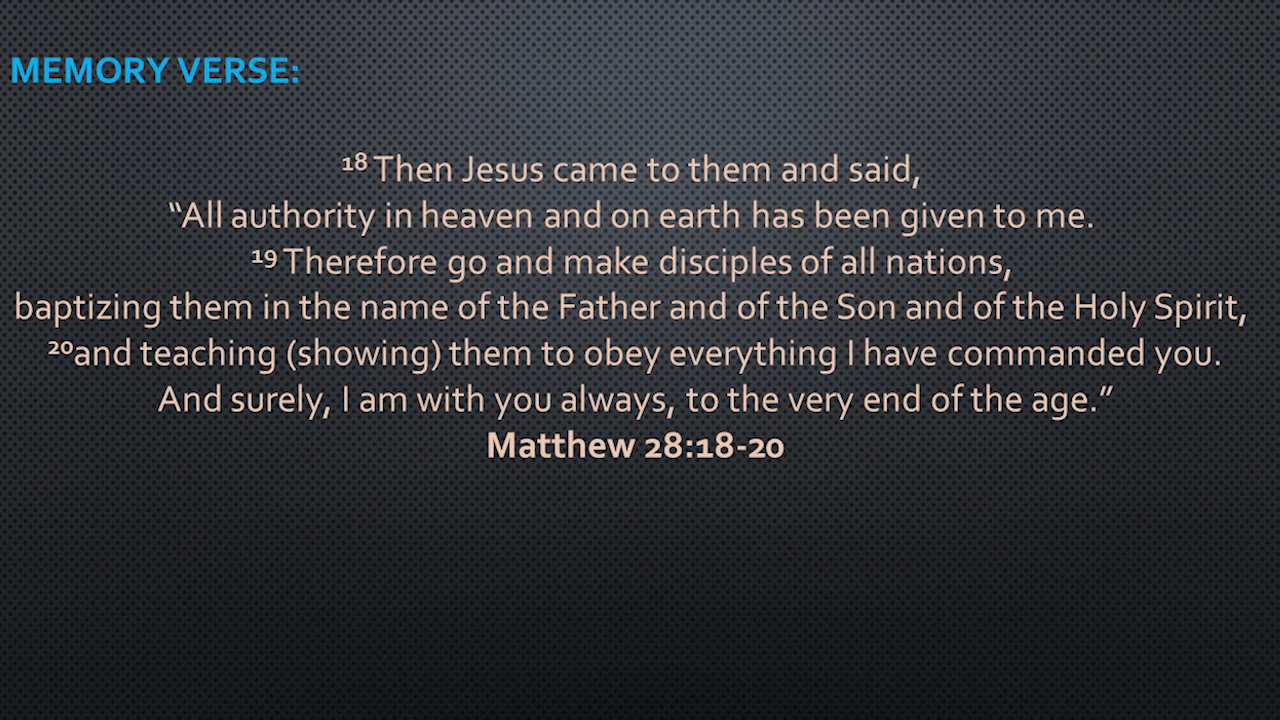 MEMORY VERSE:
18 Then Jesus came to them and said,
“All authority in heaven and on earth has been given to me.
19 Therefore go and make disciples of all nations,
baptizing them in the name of the Father and of the Son and of the Holy Spirit,
20and teaching (showing) them to obey everything I have commanded you.
And surely, I am with you always, to the very end of the age.”
Matthew 28:18-20